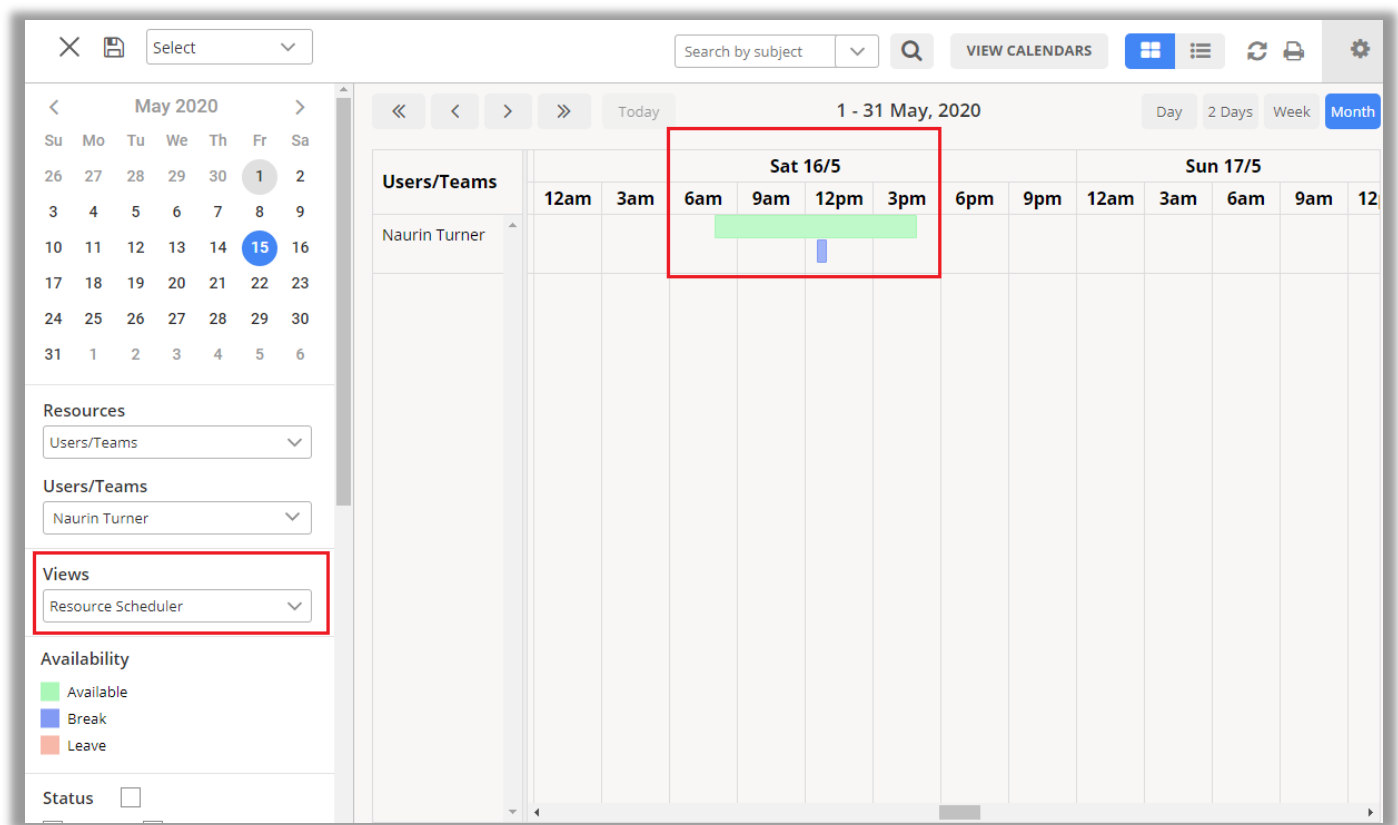 Select
Search by subject
VIEW CALENDARS
May 2020
Su Mo Tu We Th Fr Sa
26 27 28 29 30 1 2
3 4 5 6 7 8 9
10 11 12 13 14 15 16
17 18 19 20 21 22 23
24 25 26 27 28 29 30
31 1 2 3 4 5 6
Resources
Users/Teams
Users/Teams
Naurin Turner
Views
Resource Scheduler
Availability
Available
Break
Leave
Status
Today
1 - 31 May, 2020
Day 2 Days Week Month
Users/Teams
Sat 16/5 Sun 17/5
12am 3am 6am 9am 12pm 3pm 6pm 9pm 12am 3am 6am 9am
Naurin Turner